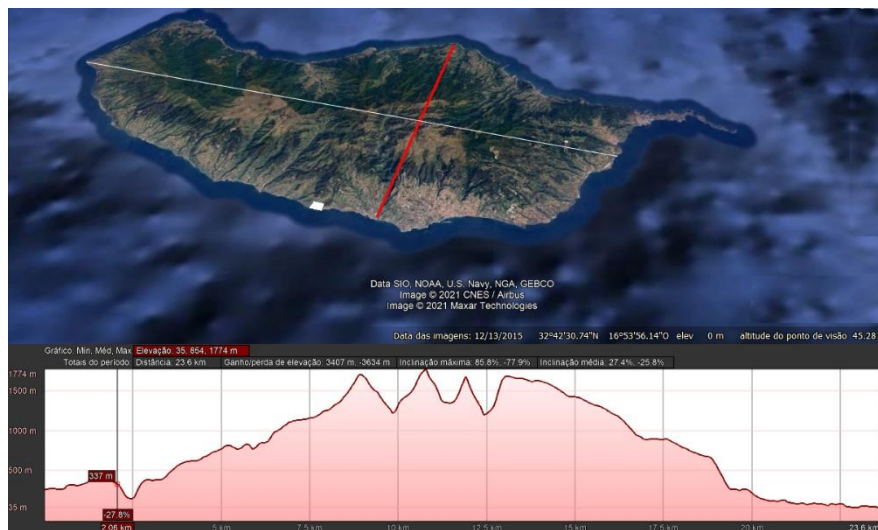 Data SIO, NOAA, U.S. Navy, NGA, GEBCO
Image © 2021 CNES / Airbus
Image © 2021 Maxar Technologies
Data das imagens: 12/13/2015 32°42'30.74"N 16°53'56.14"O elev 0 m altitude do ponto de visão 45.28
Gráfico: Min, Méd, Máx Elevação: 35, 854, 1774 m
Totais do período: Distância: 23.6 km Ganho/perda de elevação: 3407 m, -3634 m Inclinação máxima: 85.8%, -77.9% Inclinação média: 27.4%, -25.8%
1774 m
1500 m
1000 m
500 m
337 m
35 m
-27.8%
2.06 km 5 km 7.5 km 10 km 12.5 km 15 km 17.5 km 20 km 23.6 km